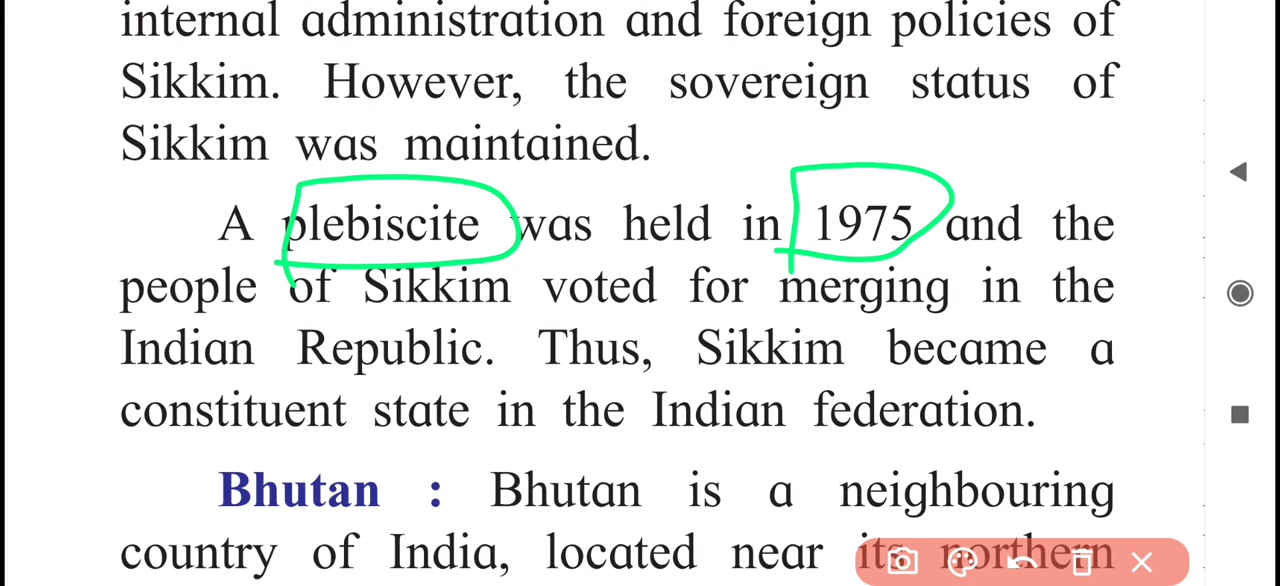 internal administration and foreign policies of
Sikkim. However, the sovereign status of
Sikkim was maintained.
A plebiscite was held in 1975 and the
people of Sikkim voted for merging in the
Indian Republic. Thus, Sikkim became a
constituent state in the Indian federation.
Bhutan : Bhutan is a neighbouring
country of India, located near its northern